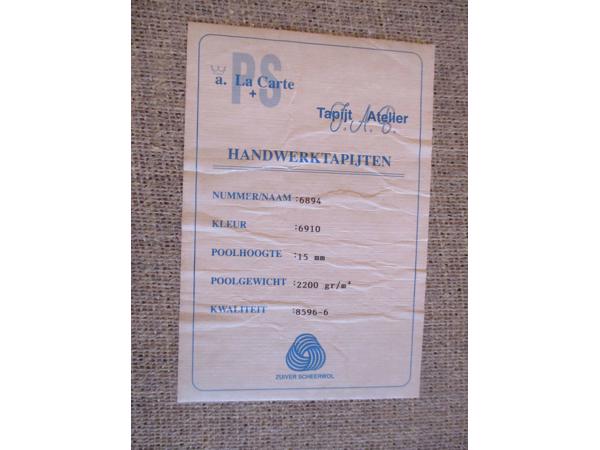 PS
a. La Carte
+
Tapijt Atelier
J. A. B.
HANDWERKTAPIJTEN
NUMMER/NAAM :6894
KLEUR :6910
POOLHOOGTE :15 mm
POOLGEWICHT :2200 gr/m²
KWALITEIT :8596-6
ZUIVER SCHEERWOL